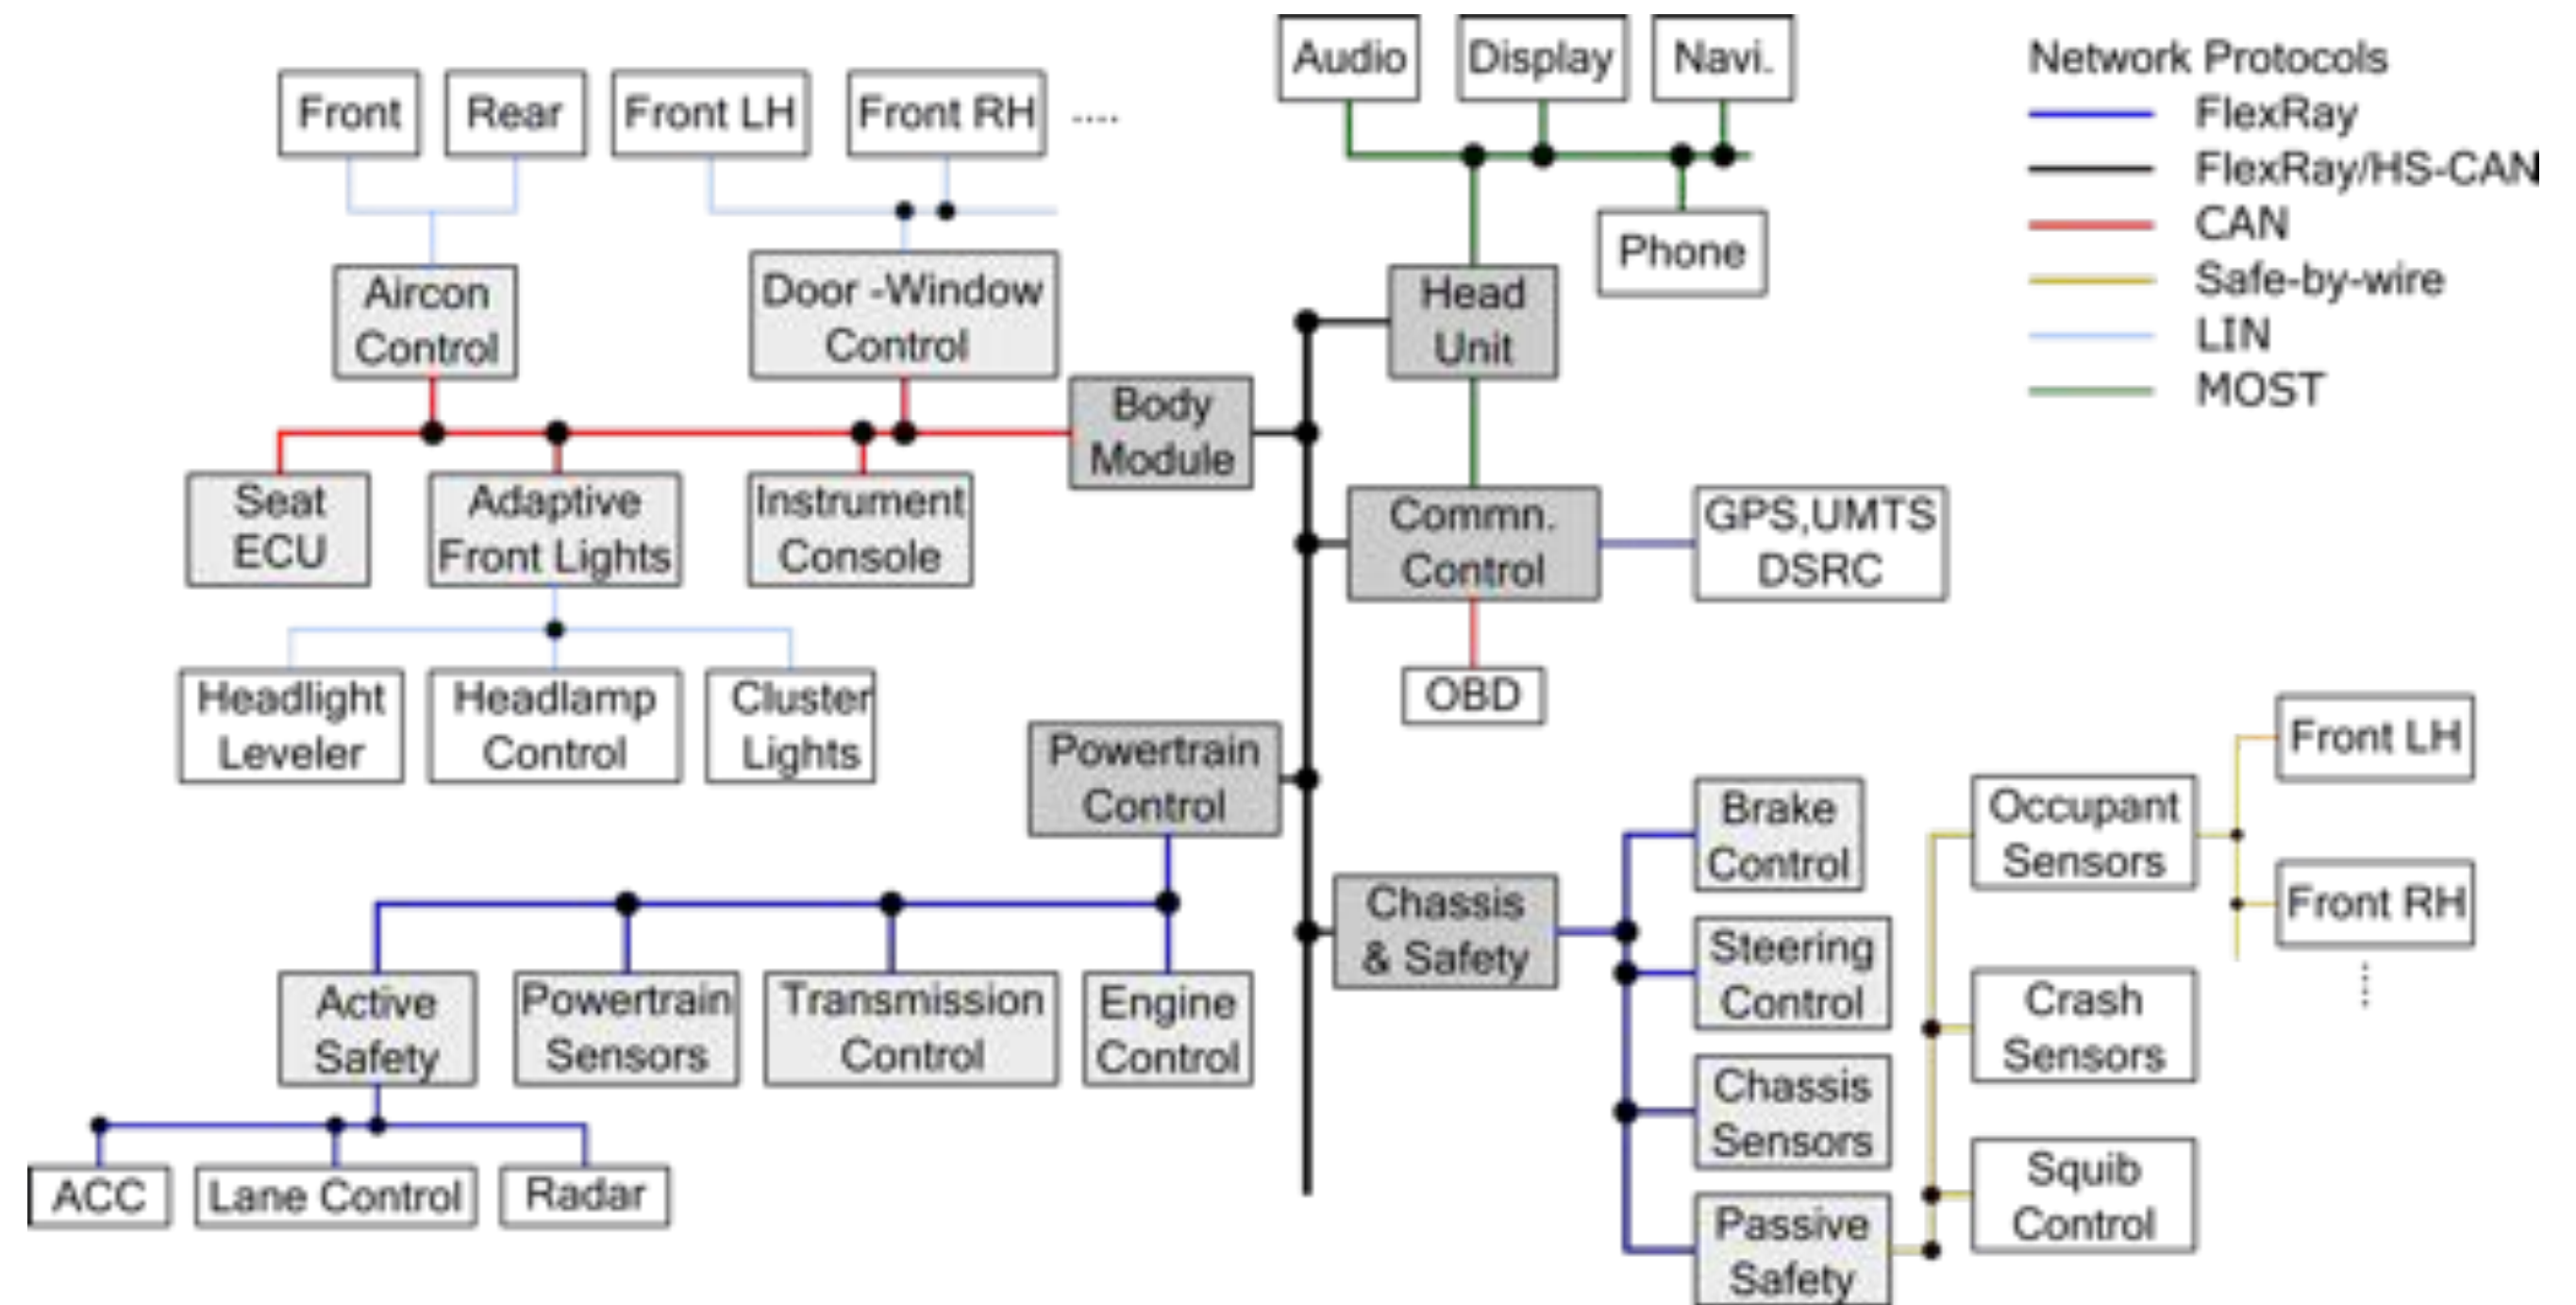 Audio
Display
Navi.
Network Protocols
FlexRay
FlexRay/HS-CAN
CAN
Safe-by-wire
LIN
MOST
Front
Rear
Front LH
Front RH
....
Phone
Aircon
Control
Door -Window
Control
Head
Unit
Body
Module
Seat
ECU
Adaptive
Front Lights
Instrument
Console
Commn.
Control
GPS,UMTS
DSRC
OBD
Headlight
Leveler
Headlamp
Control
Cluster
Lights
Powertrain
Control
Active
Safety
Powertrain
Sensors
Transmission
Control
Engine
Control
ACC
Lane Control
Radar
Chassis
& Safety
Brake
Control
Steering
Control
Chassis
Sensors
Passive
Safety
Occupant
Sensors
Crash
Sensors
Squib
Control
Front LH
Front RH
....